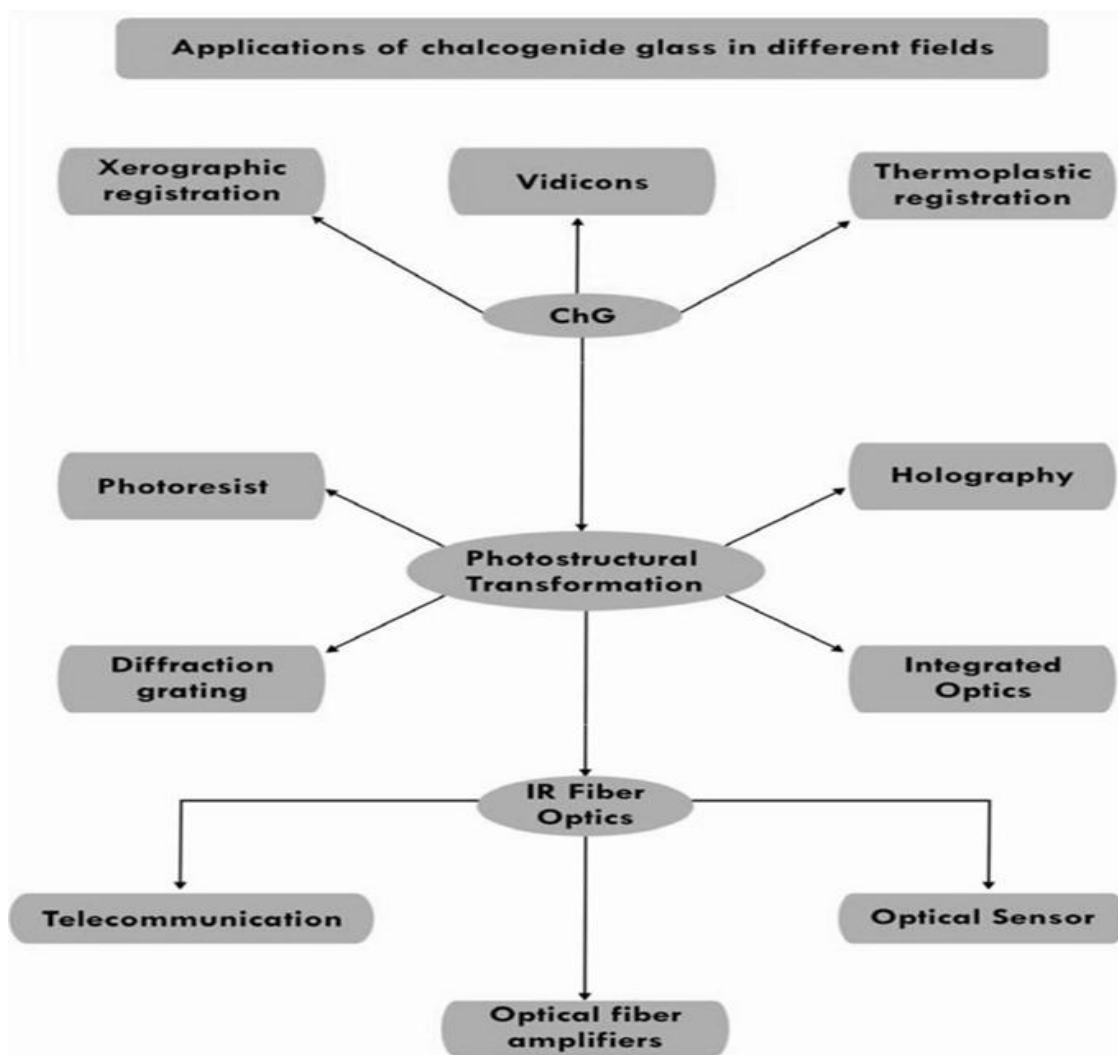 Applications of chalcogenide glass in different fields
Xerographic
registration
Vidicons
Thermoplastic
registration
ChG
Photoresist
Holography
Photostructural
Transformation
Diffraction
grating
Integrated
Optics
IR Fiber
Optics
Telecommunication
Optical Sensor
Optical fiber
amplifiers